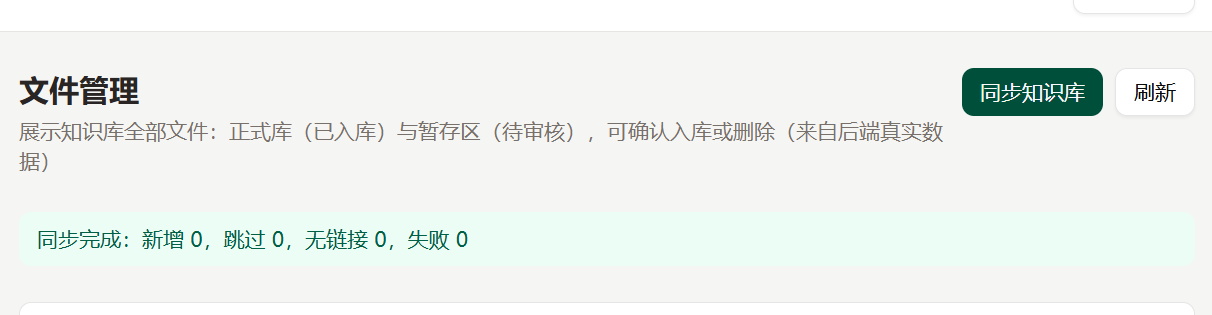 文件管理
同步知识库
刷新
展示知识库全部文件：正式库（已入库）与暂存区（待审核），可确认入库或删除（来自后端真实数
据）
同步完成：新增 0，跳过 0，无链接 0，失败 0